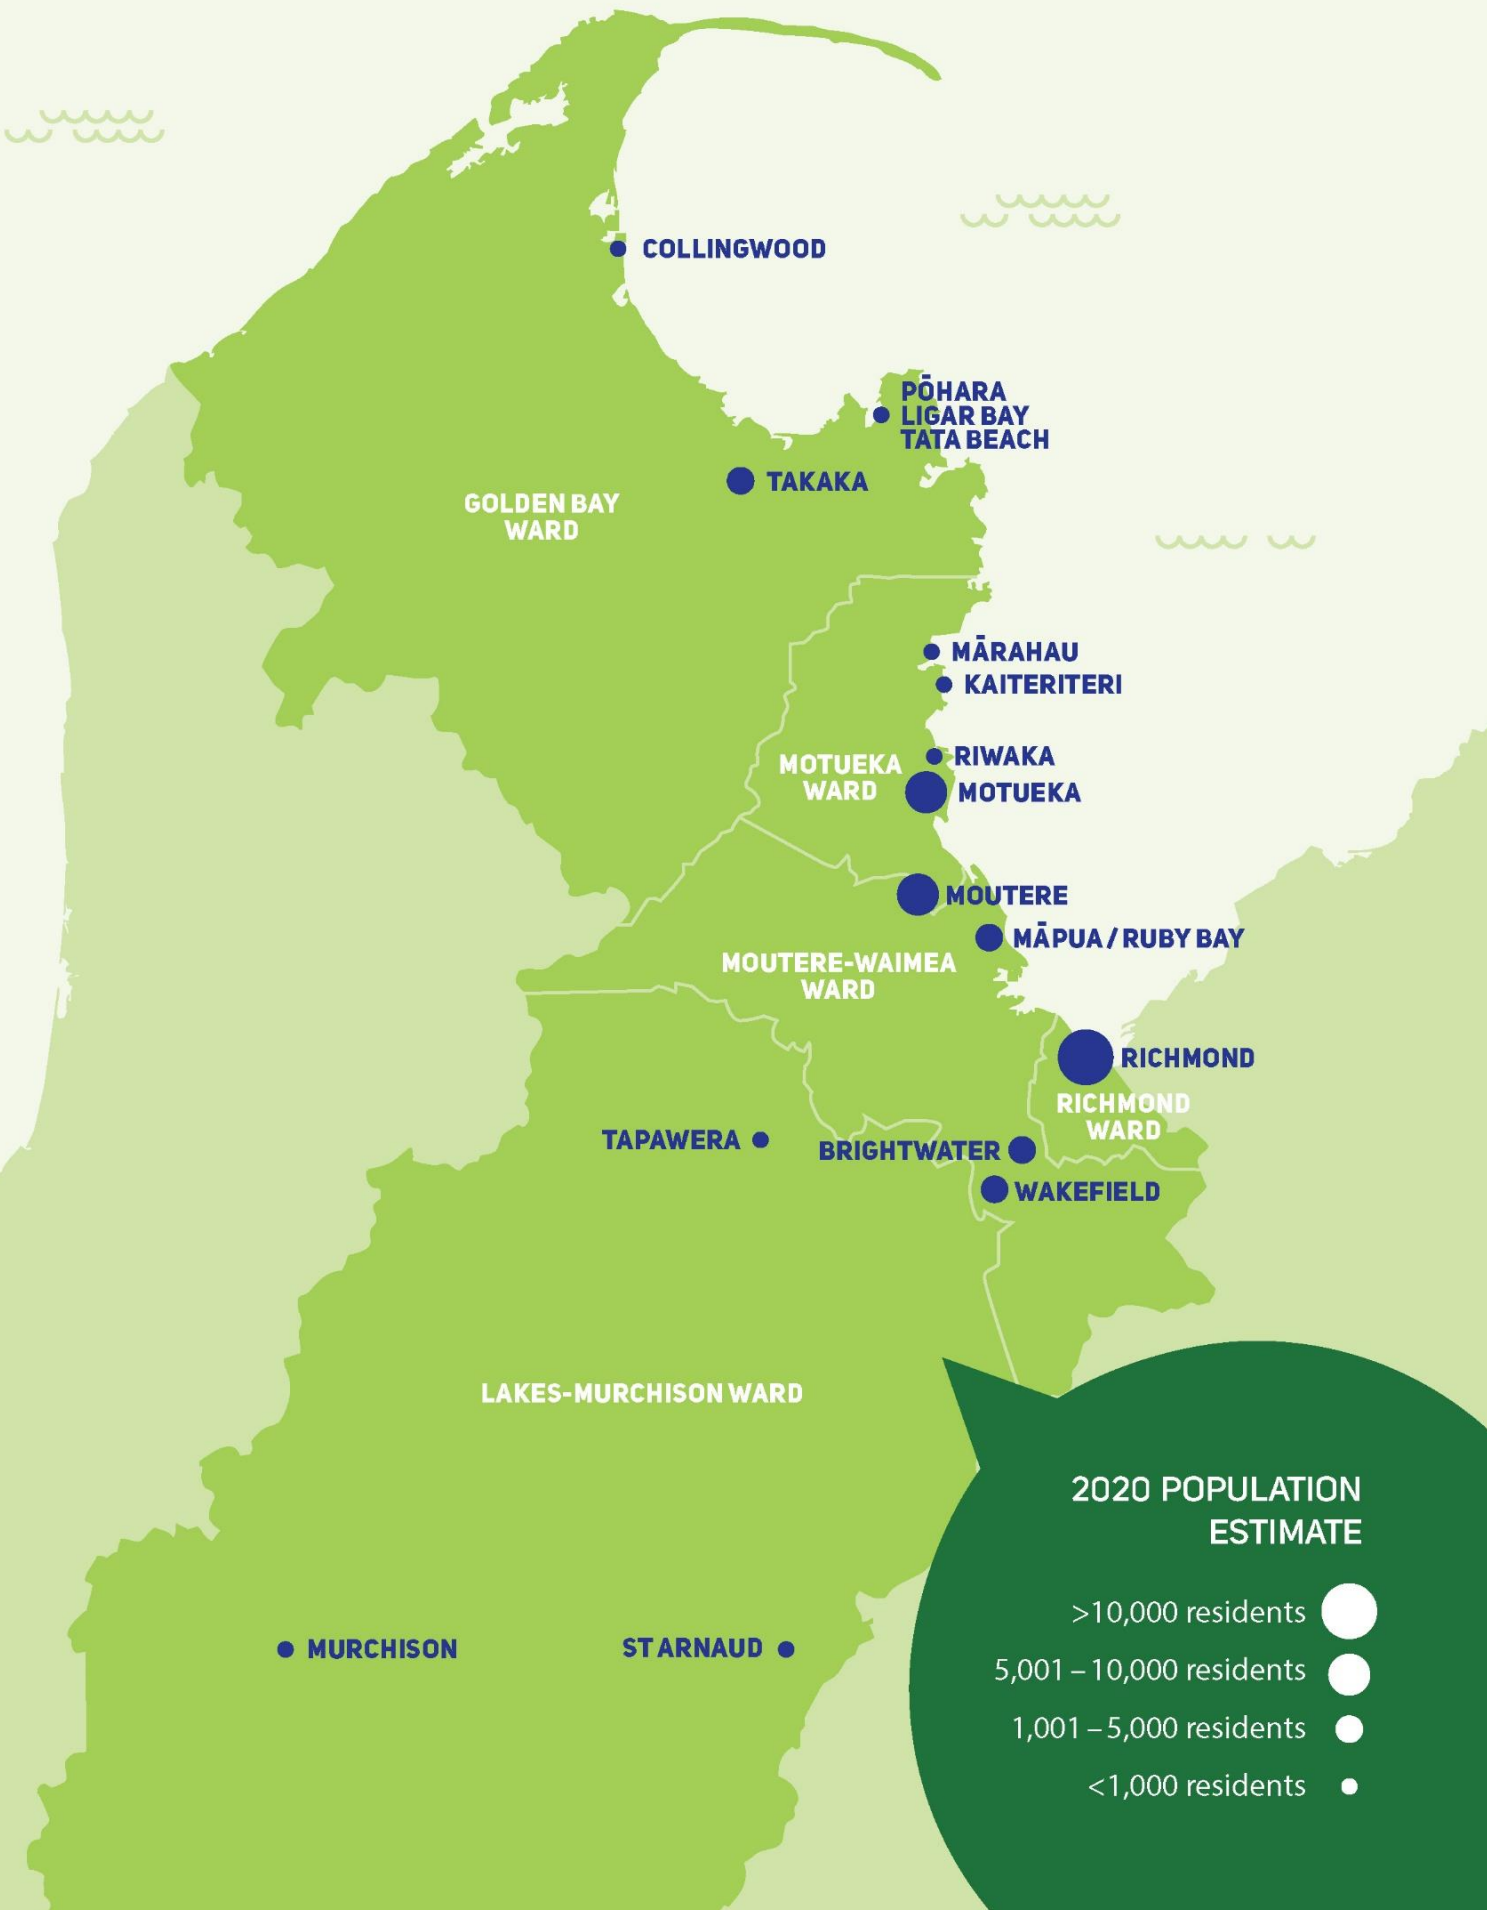 COLLINGWOOD
PŌHARA
LIGAR BAY
TATA BEACH
TAKAKA
GOLDEN BAY
WARD
MĀRAHAU
KAITERITERI
RIWAKA
MOTUEKA
WARD
MOTUEKA
MOUTERE
MĀPUA / RUBY BAY
MOUTERE-WAIMEA
WARD
RICHMOND
RICHMOND
WARD
TAPAWERA
BRIGHTWATER
WAKEFIELD
LAKES-MURCHISON WARD
MURCHISON
ST ARNAUD
2020 POPULATION
ESTIMATE
>10,000 residents
5,001 – 10,000 residents
1,001 – 5,000 residents
<1,000 residents